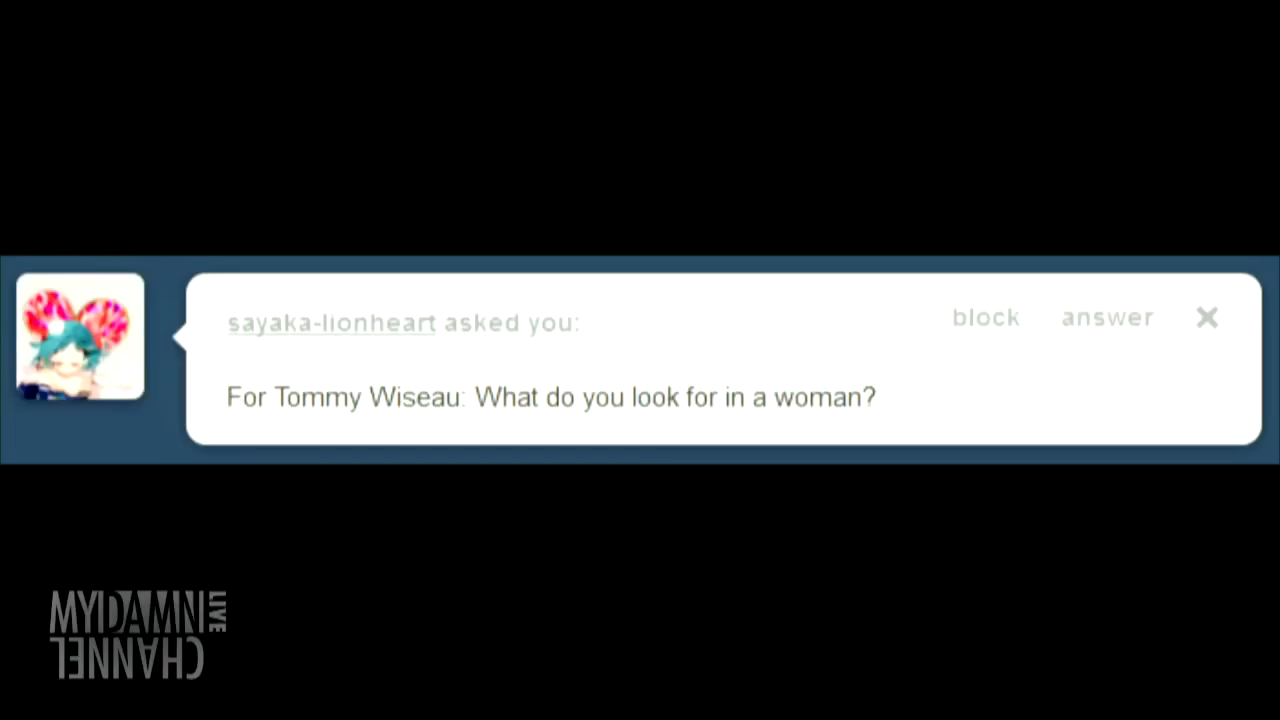 sayaka-lionheart asked you:
block answer
For Tommy Wiseau: What do you look for in a woman?
MYDAMN LIVE
CHANNEL